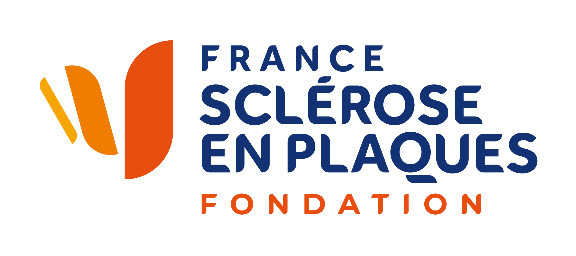 FRANCE
SCLÉROSE
EN PLAQUES
FONDATION